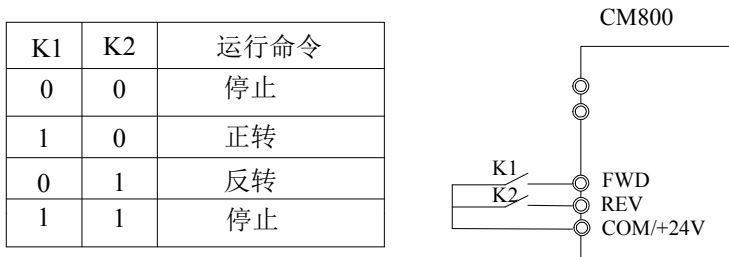 K1 K2 运行命令
0 0 停止
1 0 正转
0 1 反转
1 1 停止
CM800
K1 FWD
K2 REV
COM/+24V